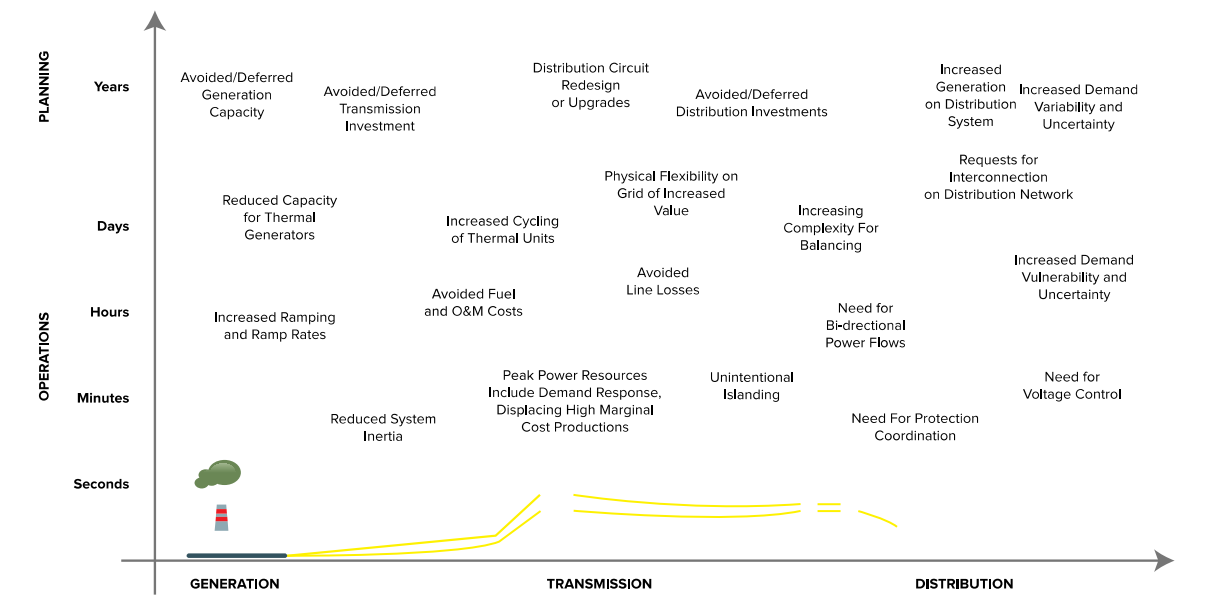 PLANNING
Years
Avoided/Deferred
Generation
Capacity
Avoided/Deferred
Transmission
Investment
Distribution Circuit
Redesign
or Upgrades
Avoided/Deferred
Distribution Investments
Increased
Generation
on Distribution
System
Increased Demand
Variability and
Uncertainty
Requests for
Interconnection
on Distribution Network
Days
Reduced Capacity
for Thermal
Generators
Increased Cycling
of Thermal Units
Physical Flexibility on
Grid of Increased
Value
Increasing
Complexity For
Balancing
Increased Demand
Vulnerability and
Uncertainty
OPERATIONS
Hours
Increased Ramping
and Ramp Rates
Avoided Fuel
and O&M Costs
Avoided
Line Losses
Need for
Bi-drectional
Power Flows
Minutes
Reduced System
Inertia
Peak Power Resources
Include Demand Response,
Displacing High Marginal
Cost Productions
Unintentional
Islanding
Need For Protection
Coordination
Need for
Voltage Control
Seconds
GENERATION
TRANSMISSION
DISTRIBUTION